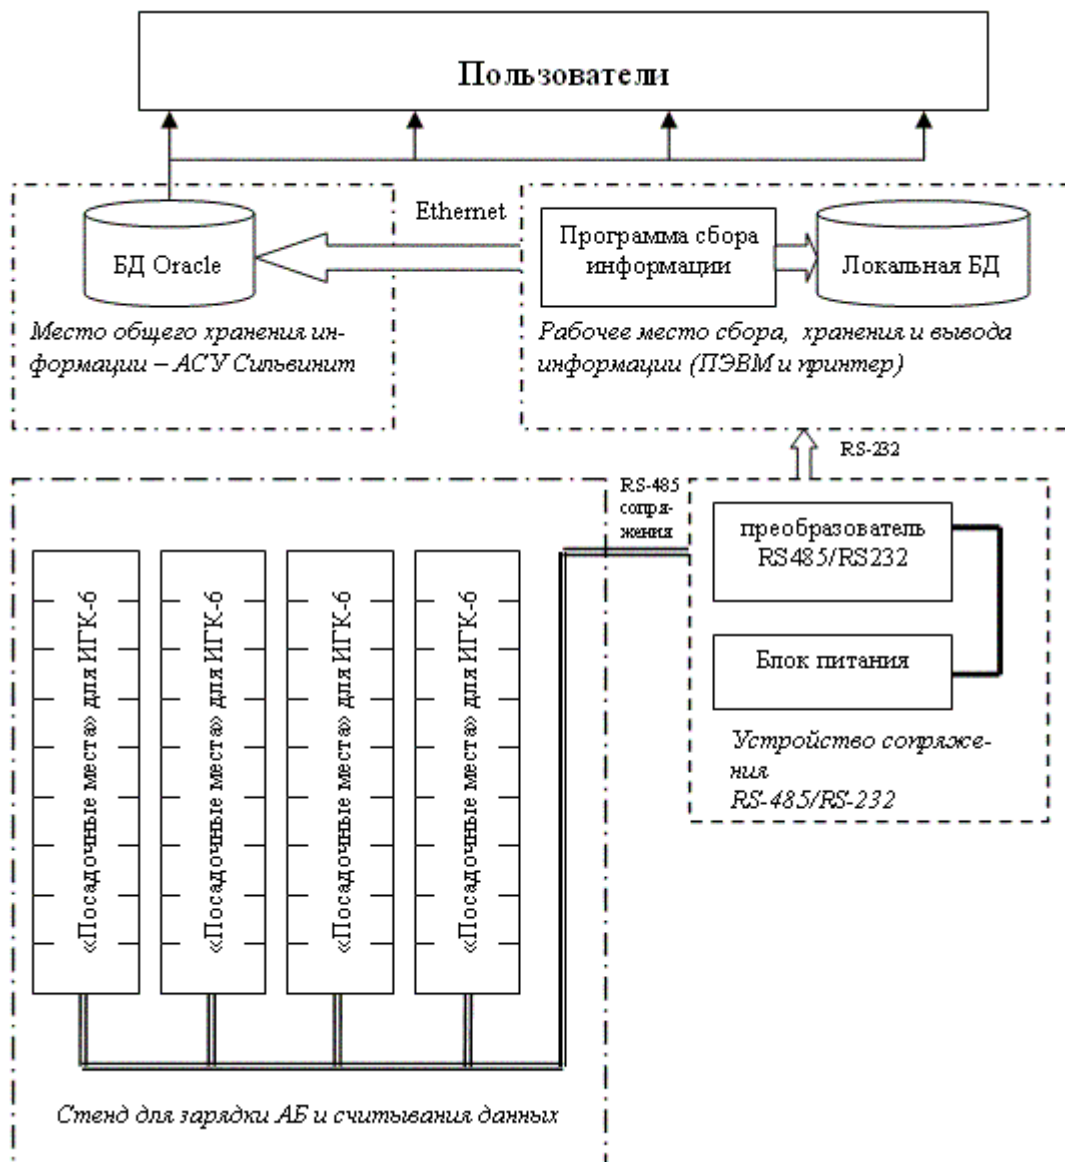 Пользователи
Ethernet
БД Oracle
Программа сбора
информации
Локальная БД
Место общего хранения ин-
формации – АСУ Сильвинит
Рабочее место сбора, хранения и вывода
информации (ПЭВМ и принтер)
RS-232
RS-485
сопря-
жения
преобразователь
RS485/RS232
Блок питания
Устройство сопряже-
ния
RS-485/RS-232
«Посадочные места» для ИГК-6
«Посадочные места» для ИГК-6
«Посадочные места» для ИГК-6
«Посадочные места» для ИГК-6
Стенд для зарядки АБ и считывания данных